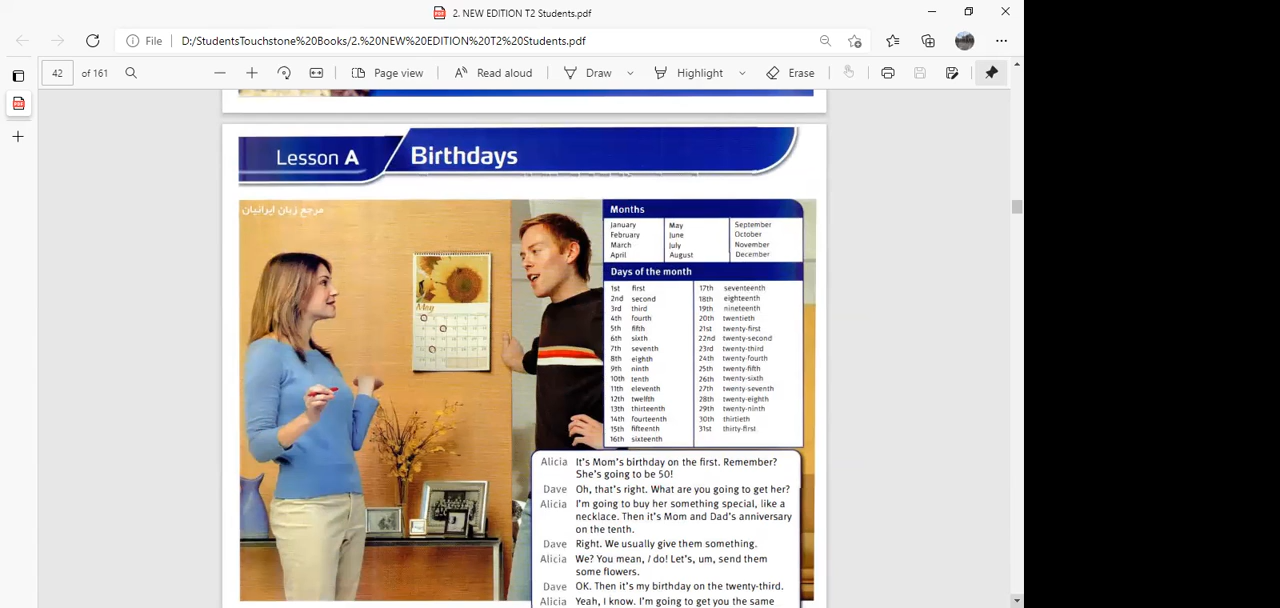 2. NEW EDITION T2 Students.pdf
File D:/StudentsTouchstone%20Books/2.%20NEW%20EDITION%20T2%20Students.pdf
42 of 161 Page view Read aloud Draw Highlight Erase
Lesson A Birthdays
مرجع زبان ایرانیان
Months
January May September
February June October
March July November
April August December
Days of the month
1st first 17th seventeenth
2nd second 18th eighteenth
3rd third 19th nineteenth
4th fourth 20th twentieth
5th fifth 21st twenty-first
6th sixth 22nd twenty-second
7th seventh 23rd twenty-third
8th eighth 24th twenty-fourth
9th ninth 25th twenty-fifth
10th tenth 26th twenty-sixth
11th eleventh 27th twenty-seventh
12th twelfth 28th twenty-eighth
13th thirteenth 29th twenty-ninth
14th fourteenth 30th thirtieth
15th fifteenth 31st thirty-first
16th sixteenth
May
Alicia It's Mom's birthday on the first. Remember?
She's going to be 50!
Dave Oh, that's right. What are you going to get her?
Alicia I'm going to buy her something special, like a
necklace. Then it's Mom and Dad's anniversary
on the tenth.
Dave Right. We usually give them something.
Alicia We? You mean, I do! Let's, um, send them
some flowers.
Dave OK. Then it's my birthday on the twenty-third.
Alicia Yeah, I know. I'm going to get you the same